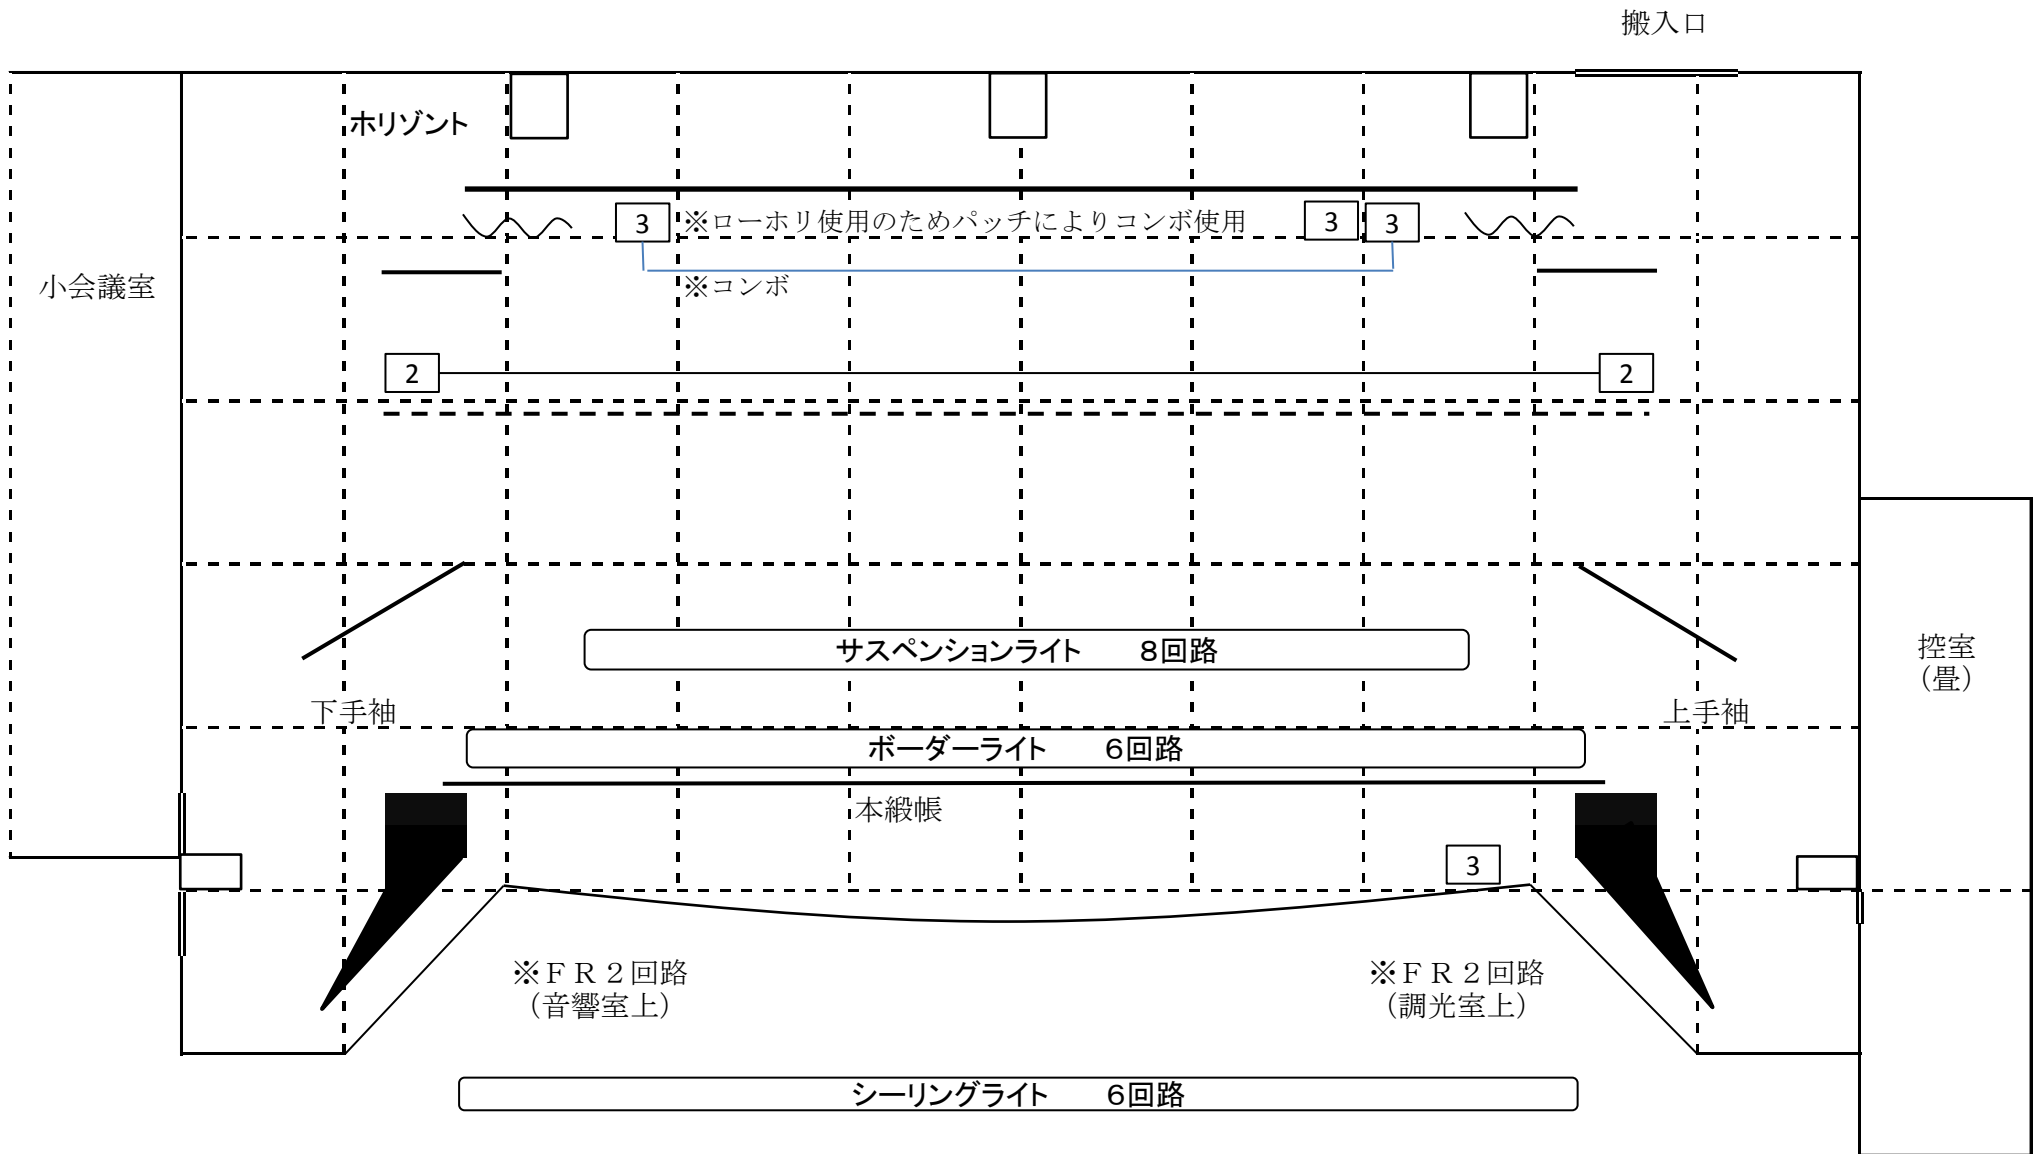 搬入口
ホリゾント
3 ※ローホリ使用のためパッチによりコンボ使用 3 3
小会議室
※コンボ
2 2
サスペンションライト　　8回路
控室
（畳）
下手袖
上手袖
ボーダーライト　　6回路
本緞帳
3
※ＦＲ２回路
（音響室上）
※ＦＲ２回路
（調光室上）
シーリングライト　　6回路